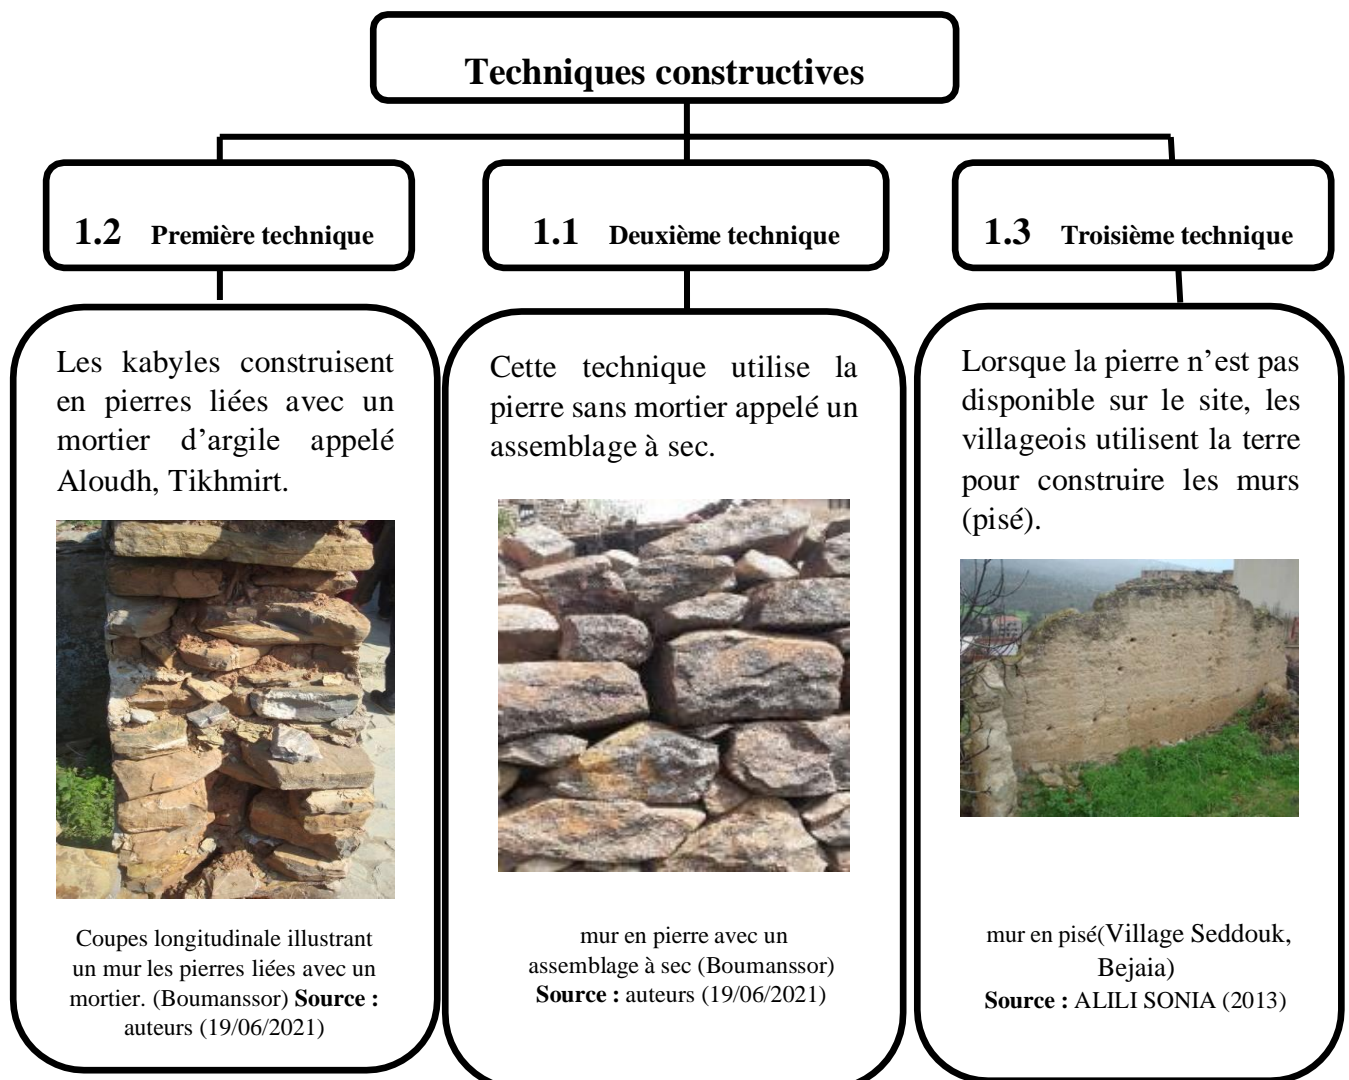 Techniques constructives
1.2 Première technique
Les kabyles construisent
en pierres liées avec un
mortier d’argile appelé
Aloudh, Tikhmirt.
Coupes longitudinale illustrant
un mur les pierres liées avec un
mortier. (Boumanssor) Source :
auteurs (19/06/2021)
1.1 Deuxième technique
Cette technique utilise la
pierre sans mortier appelé un
assemblage à sec.
mur en pierre avec un
assemblage à sec (Boumanssor)
Source : auteurs (19/06/2021)
1.3 Troisième technique
Lorsque la pierre n’est pas
disponible sur le site, les
villageois utilisent la terre
pour construire les murs
(pisé).
mur en pisé(Village Seddouk,
Bejaia)
Source : ALILI SONIA (2013)